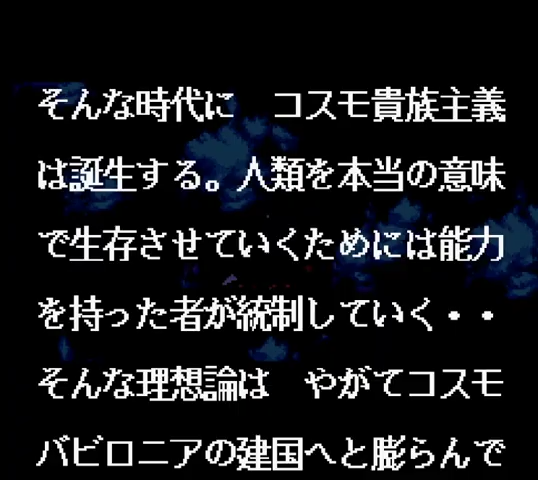 そんな時代に　コスモ貴族主義
は誕生する。人類を本当の意味
で生存させていくためには能力
を持った者が統制していく・・
そんな理想論は　やがてコスモ
バビロニアの建国へと膨らんで